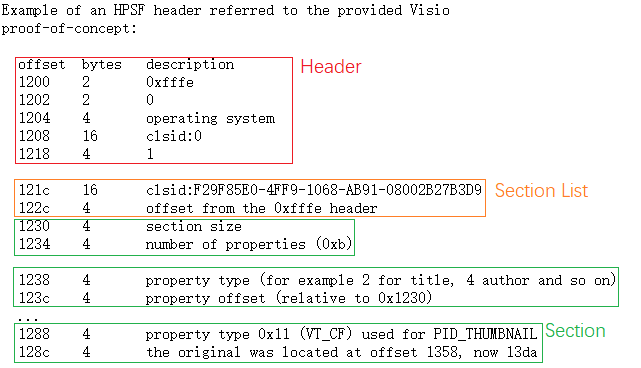 Example of an HPSF header referred to the provided Visio
proof-of-concept:
offset bytes description
Header
1200 2 0xfffe
1202 2 0
1204 4 operating system
1208 16 clsid:0
1218 4 1
121c 16 clsid:F29F85E0-4FF9-1068-AB91-08002B27B3D9
Section List
122c 4 offset from the 0xfffe header
1230 4 section size
1234 4 number of properties (0xb)
1238 4 property type (for example 2 for title, 4 author and so on)
123c 4 property offset (relative to 0x1230)
...
1288 4 property type 0x11 (VT_CF) used for PID_THUMBNAIL
Section
128c 4 the original was located at offset 1358, now 13da